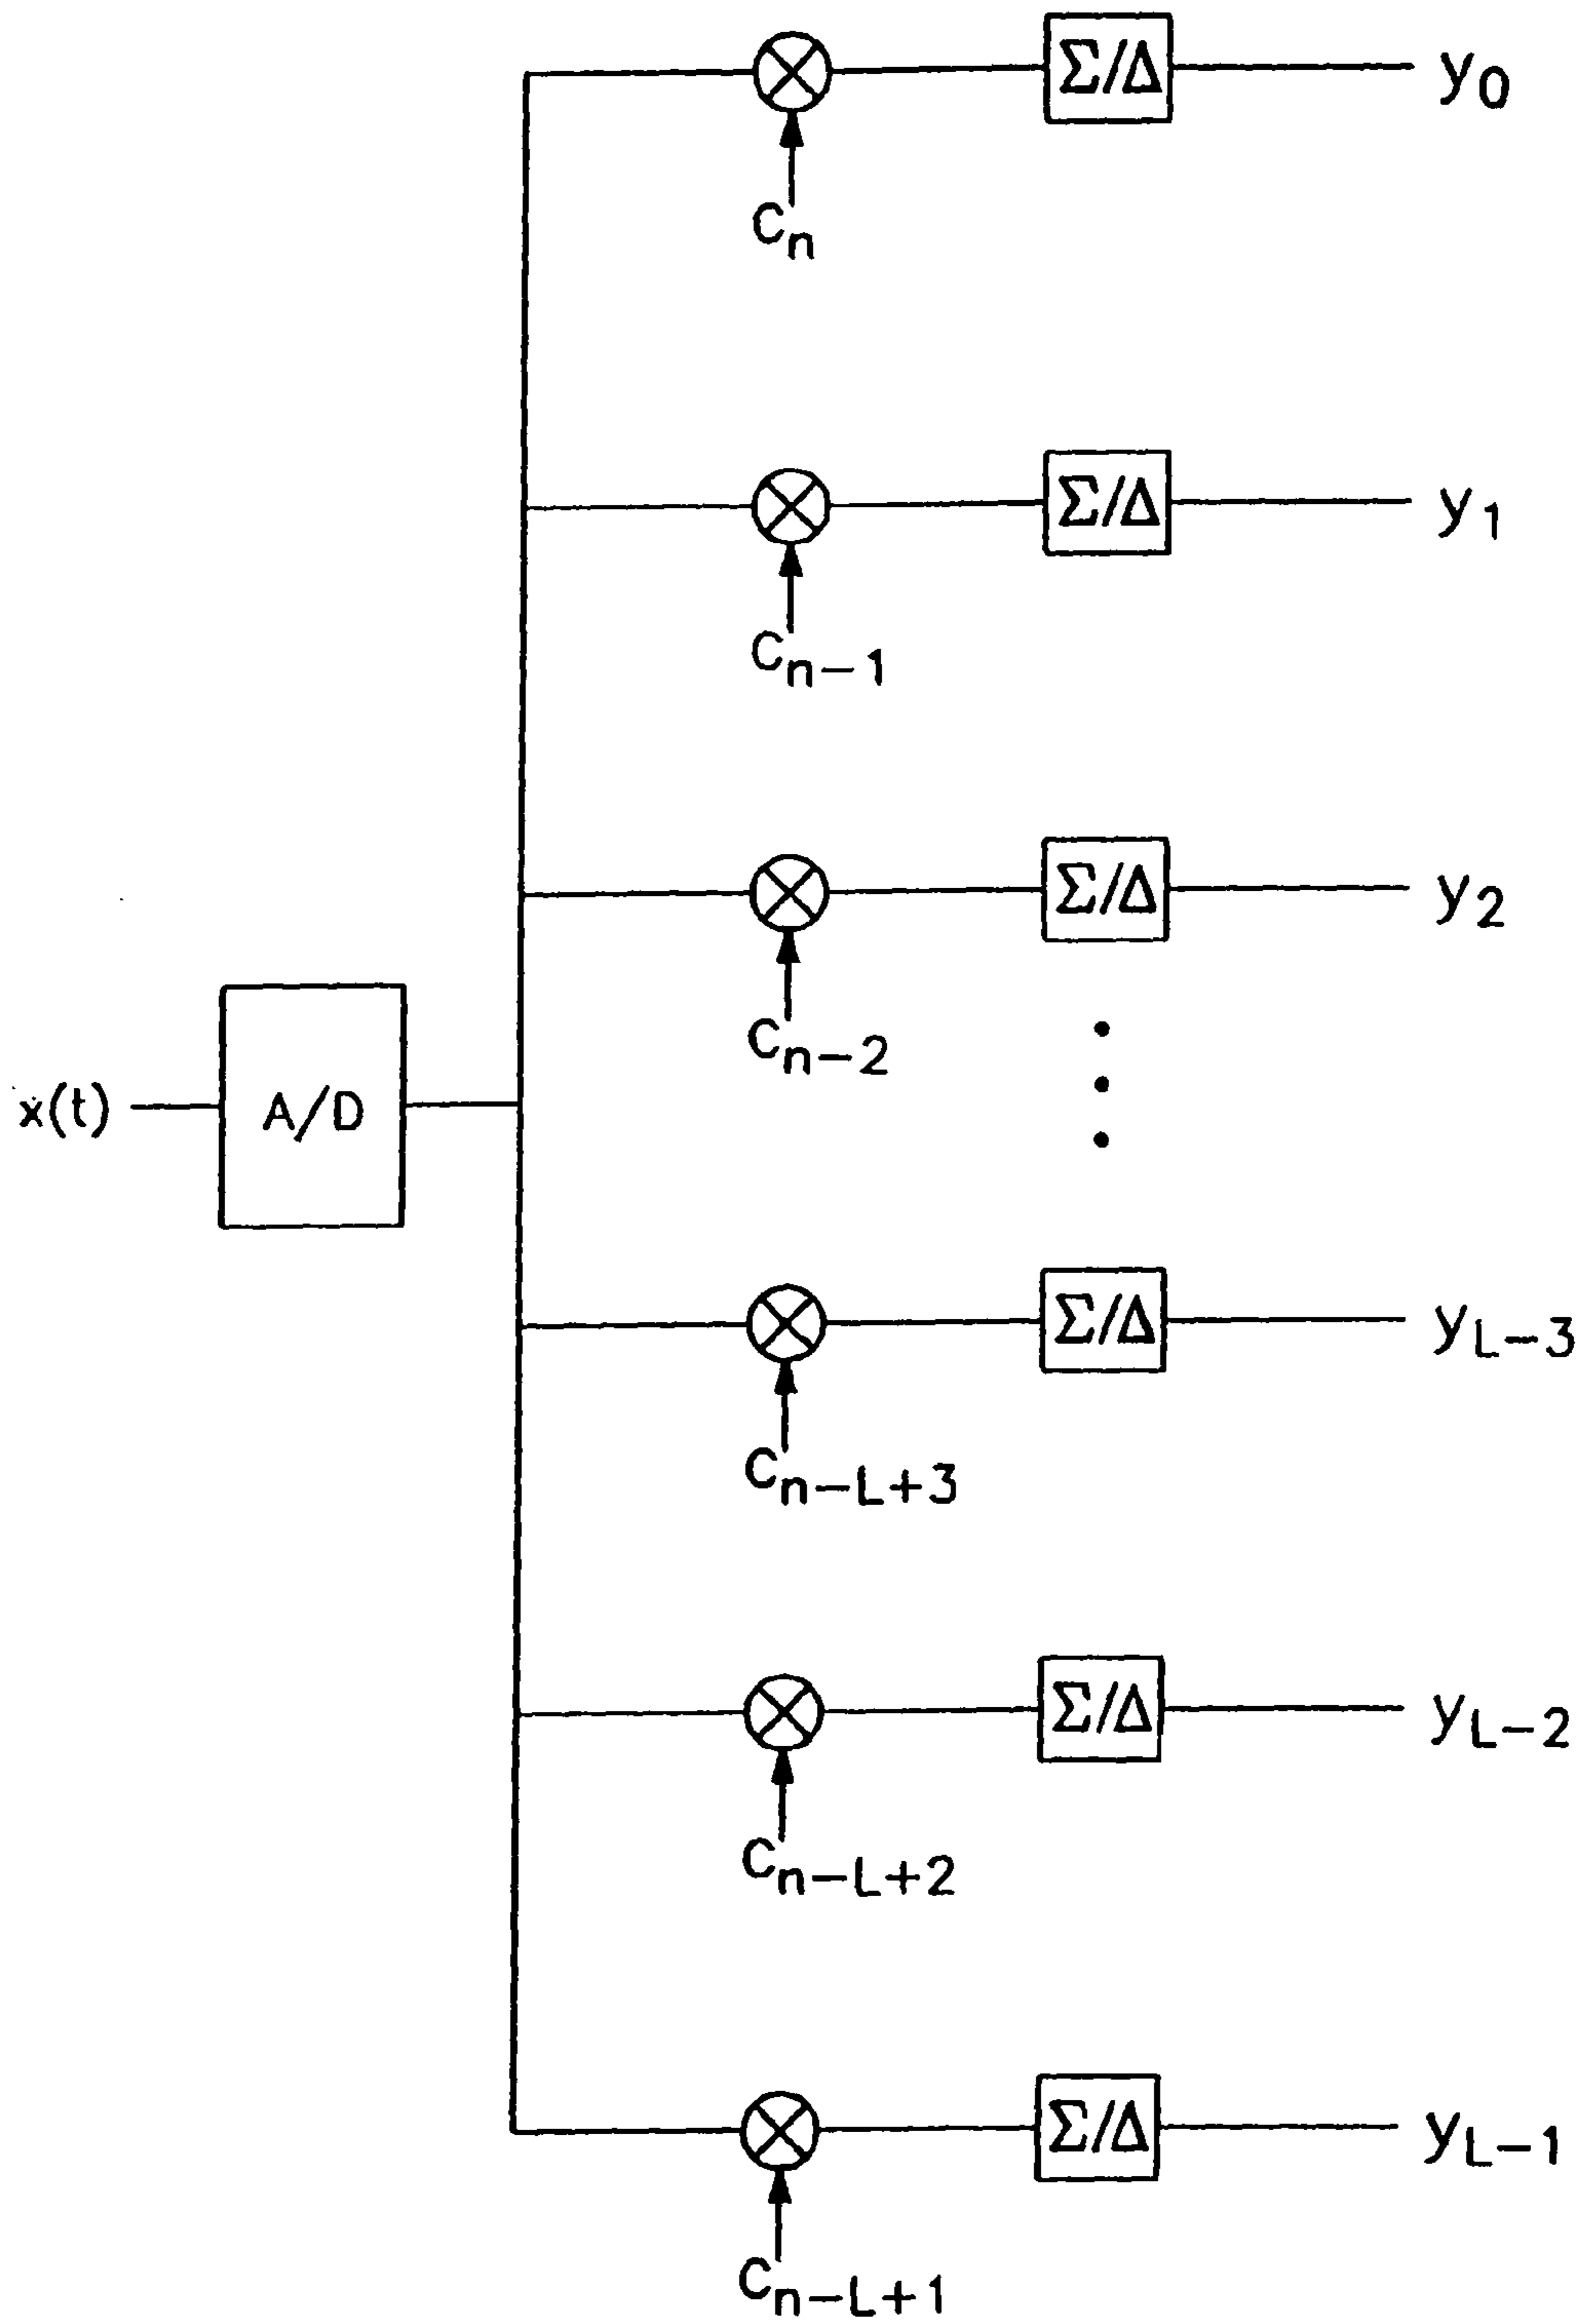 Σ/Δ y0
Cn
Σ/Δ y1
Cn−1
Σ/Δ y2
Cn−2
x(t) A/D
Σ/Δ yL−3
Cn−L+3
Σ/Δ yL−2
Cn−L+2
Σ/Δ yL−1
Cn−L+1